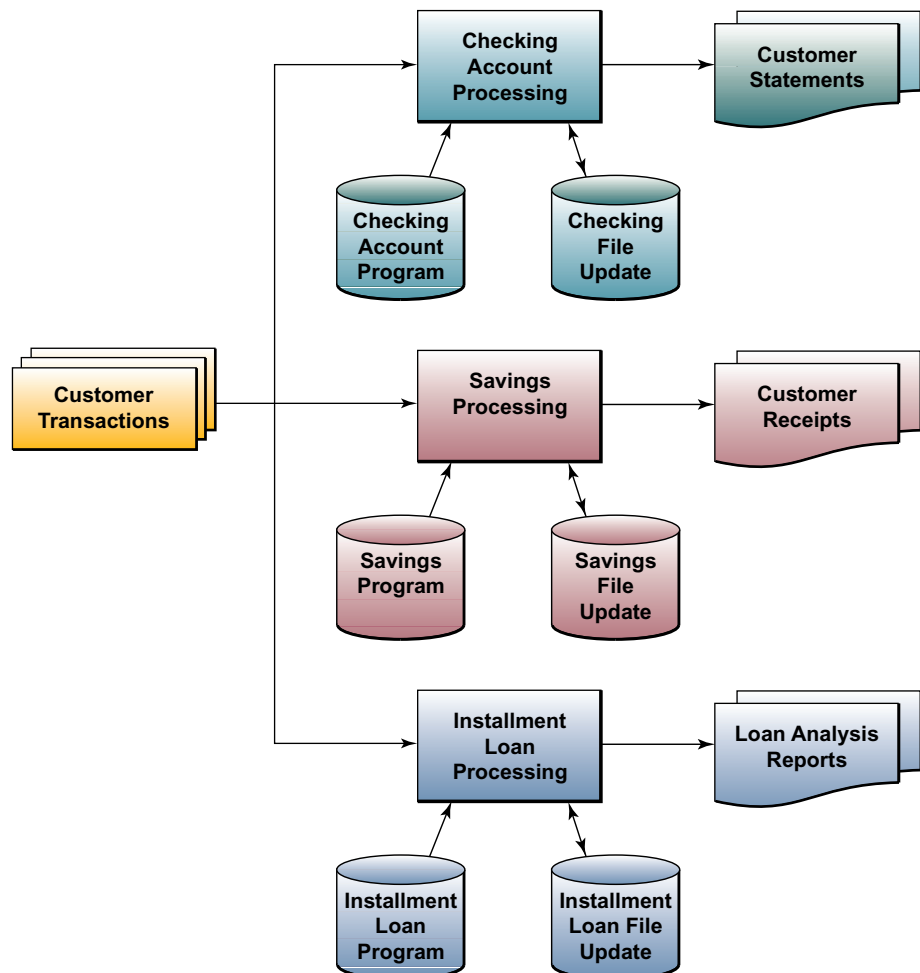 Checking
Account
Processing
Customer
Statements
Checking
Account
Program
Checking
File
Update
Customer
Transactions
Savings
Processing
Customer
Receipts
Savings
Program
Savings
File
Update
Installment
Loan
Processing
Loan Analysis
Reports
Installment
Loan
Program
Installment
Loan File
Update